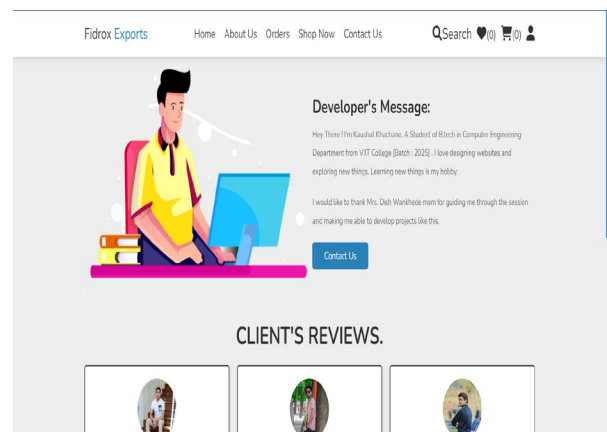 Fidrox Exports Home About Us Orders Shop Now Contact Us Search (0) (0)
Developer's Message:
Hey There ! I'm Kaushal Khachane. A Student of B.tech in Computer Engineering
Department from VIIT College [Batch : 2025] . I love designing websites and
exploring new things. Learning new things is my hobby.
I would like to thank Mrs. Dish Wankhede mam for guiding me through the session
and making me able to develop projects like this.
Contact Us
CLIENT'S REVIEWS.